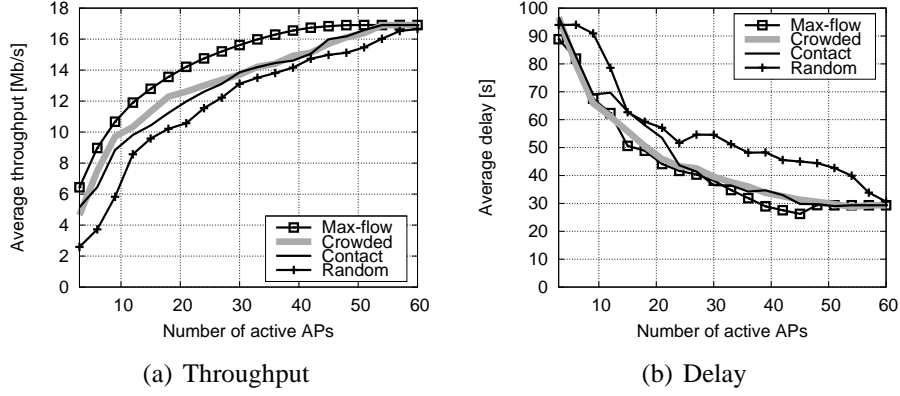 18
16
14
12
10
8
6
4
2
0
Average throughput [Mb/s]
Max-flow
Crowded
Contact
Random
10 20 30 40 50 60
Number of active APs
(a) Throughput
100
90
80
70
60
50
40
30
20
10
0
Average delay [s]
Max-flow
Crowded
Contact
Random
10 20 30 40 50 60
Number of active APs
(b) Delay